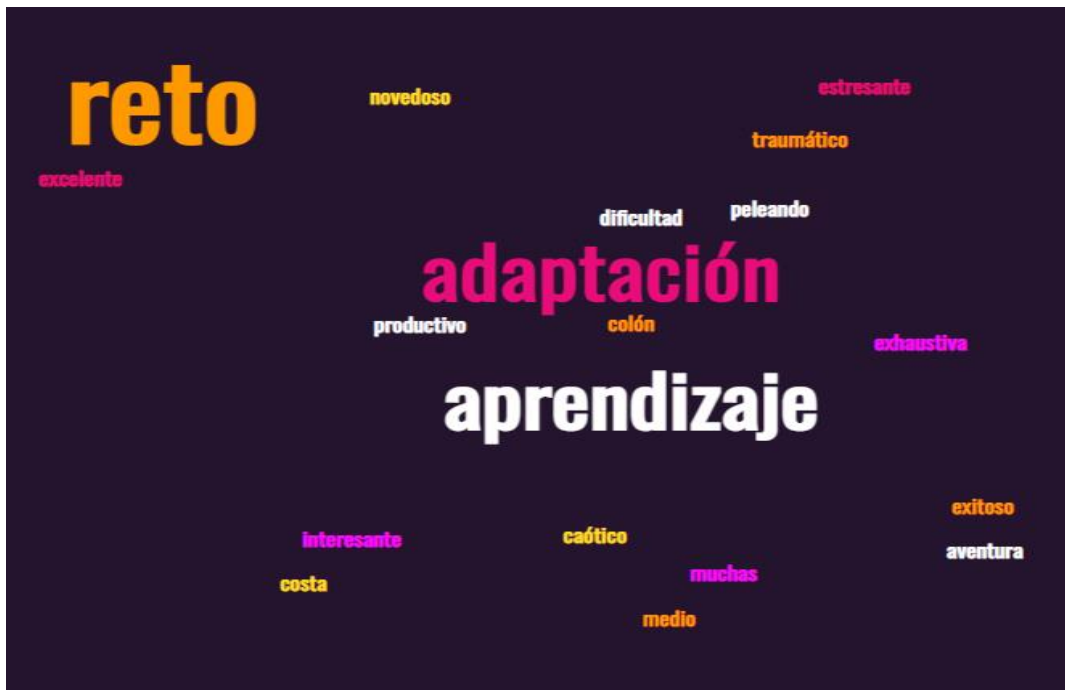 reto
novedoso
estresante
traumático
excelente
dificultad
peleando
adaptación
productivo
colón
exhaustiva
aprendizaje
exitoso
interesante
caótico
aventura
costa
muchas
medio